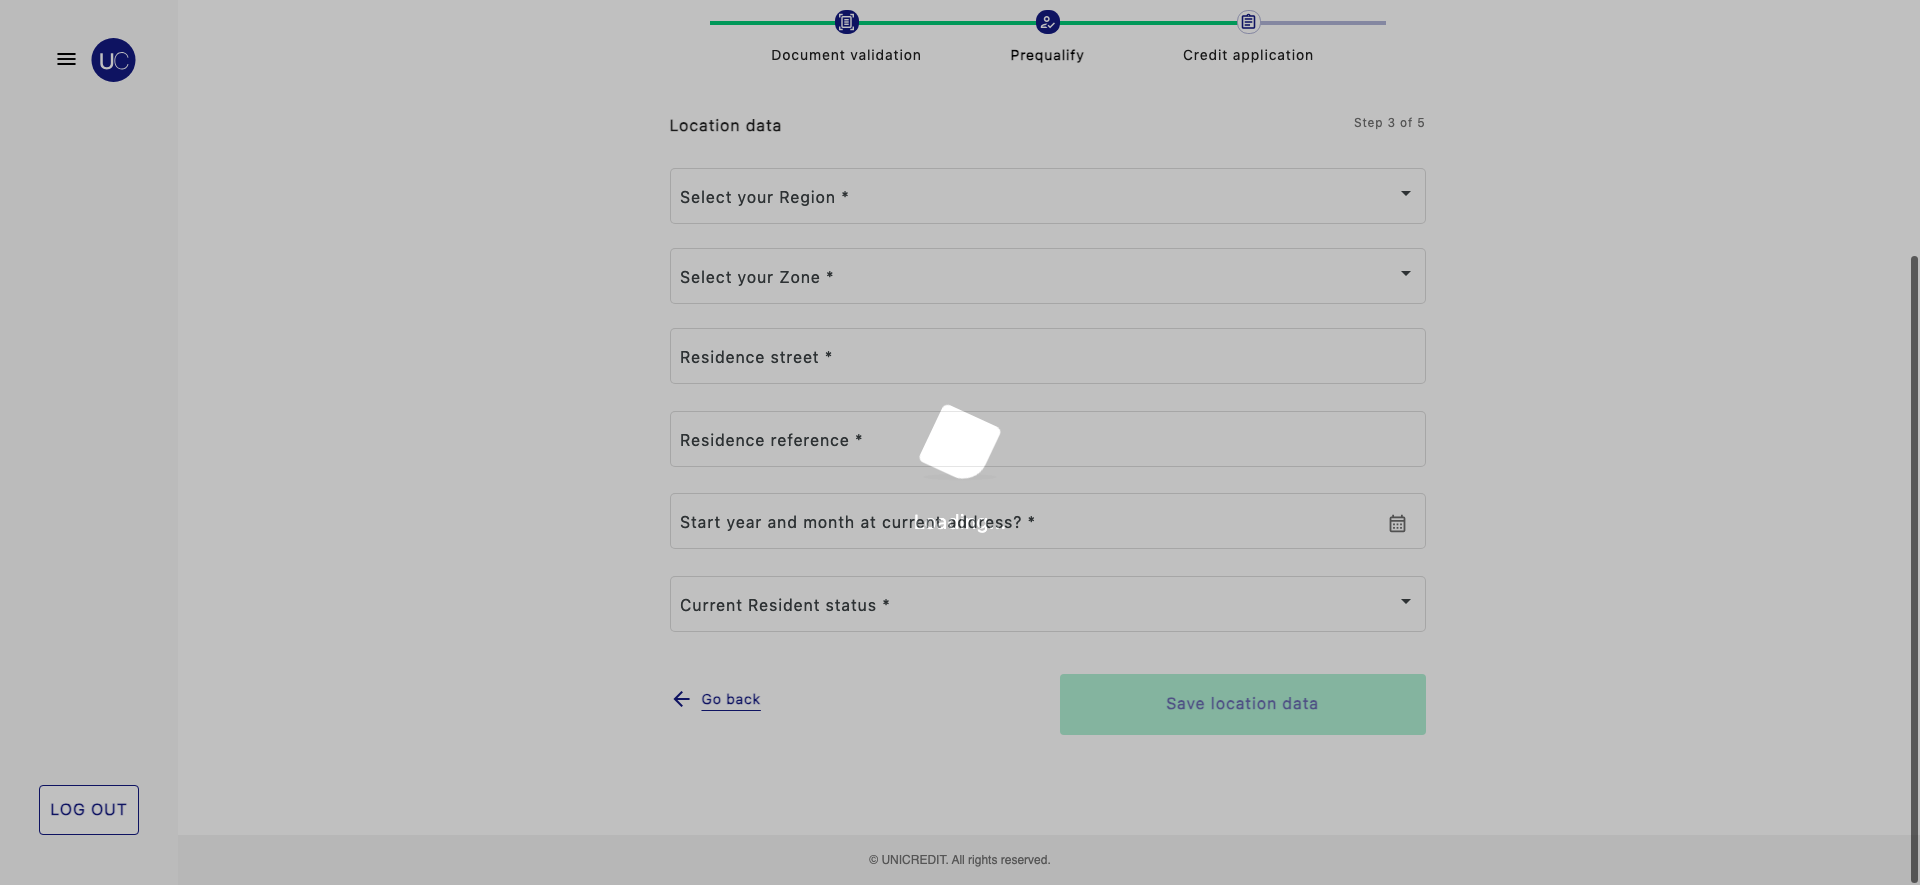 UC
Document validation
Prequalify
Credit application
Location data
Step 3 of 5
Select your Region *
Select your Zone *
Residence street *
Residence reference *
Start year and month at current address? *
Loading...
Current Resident status *
Go back
Save location data
LOG OUT
© UNICREDIT. All rights reserved.